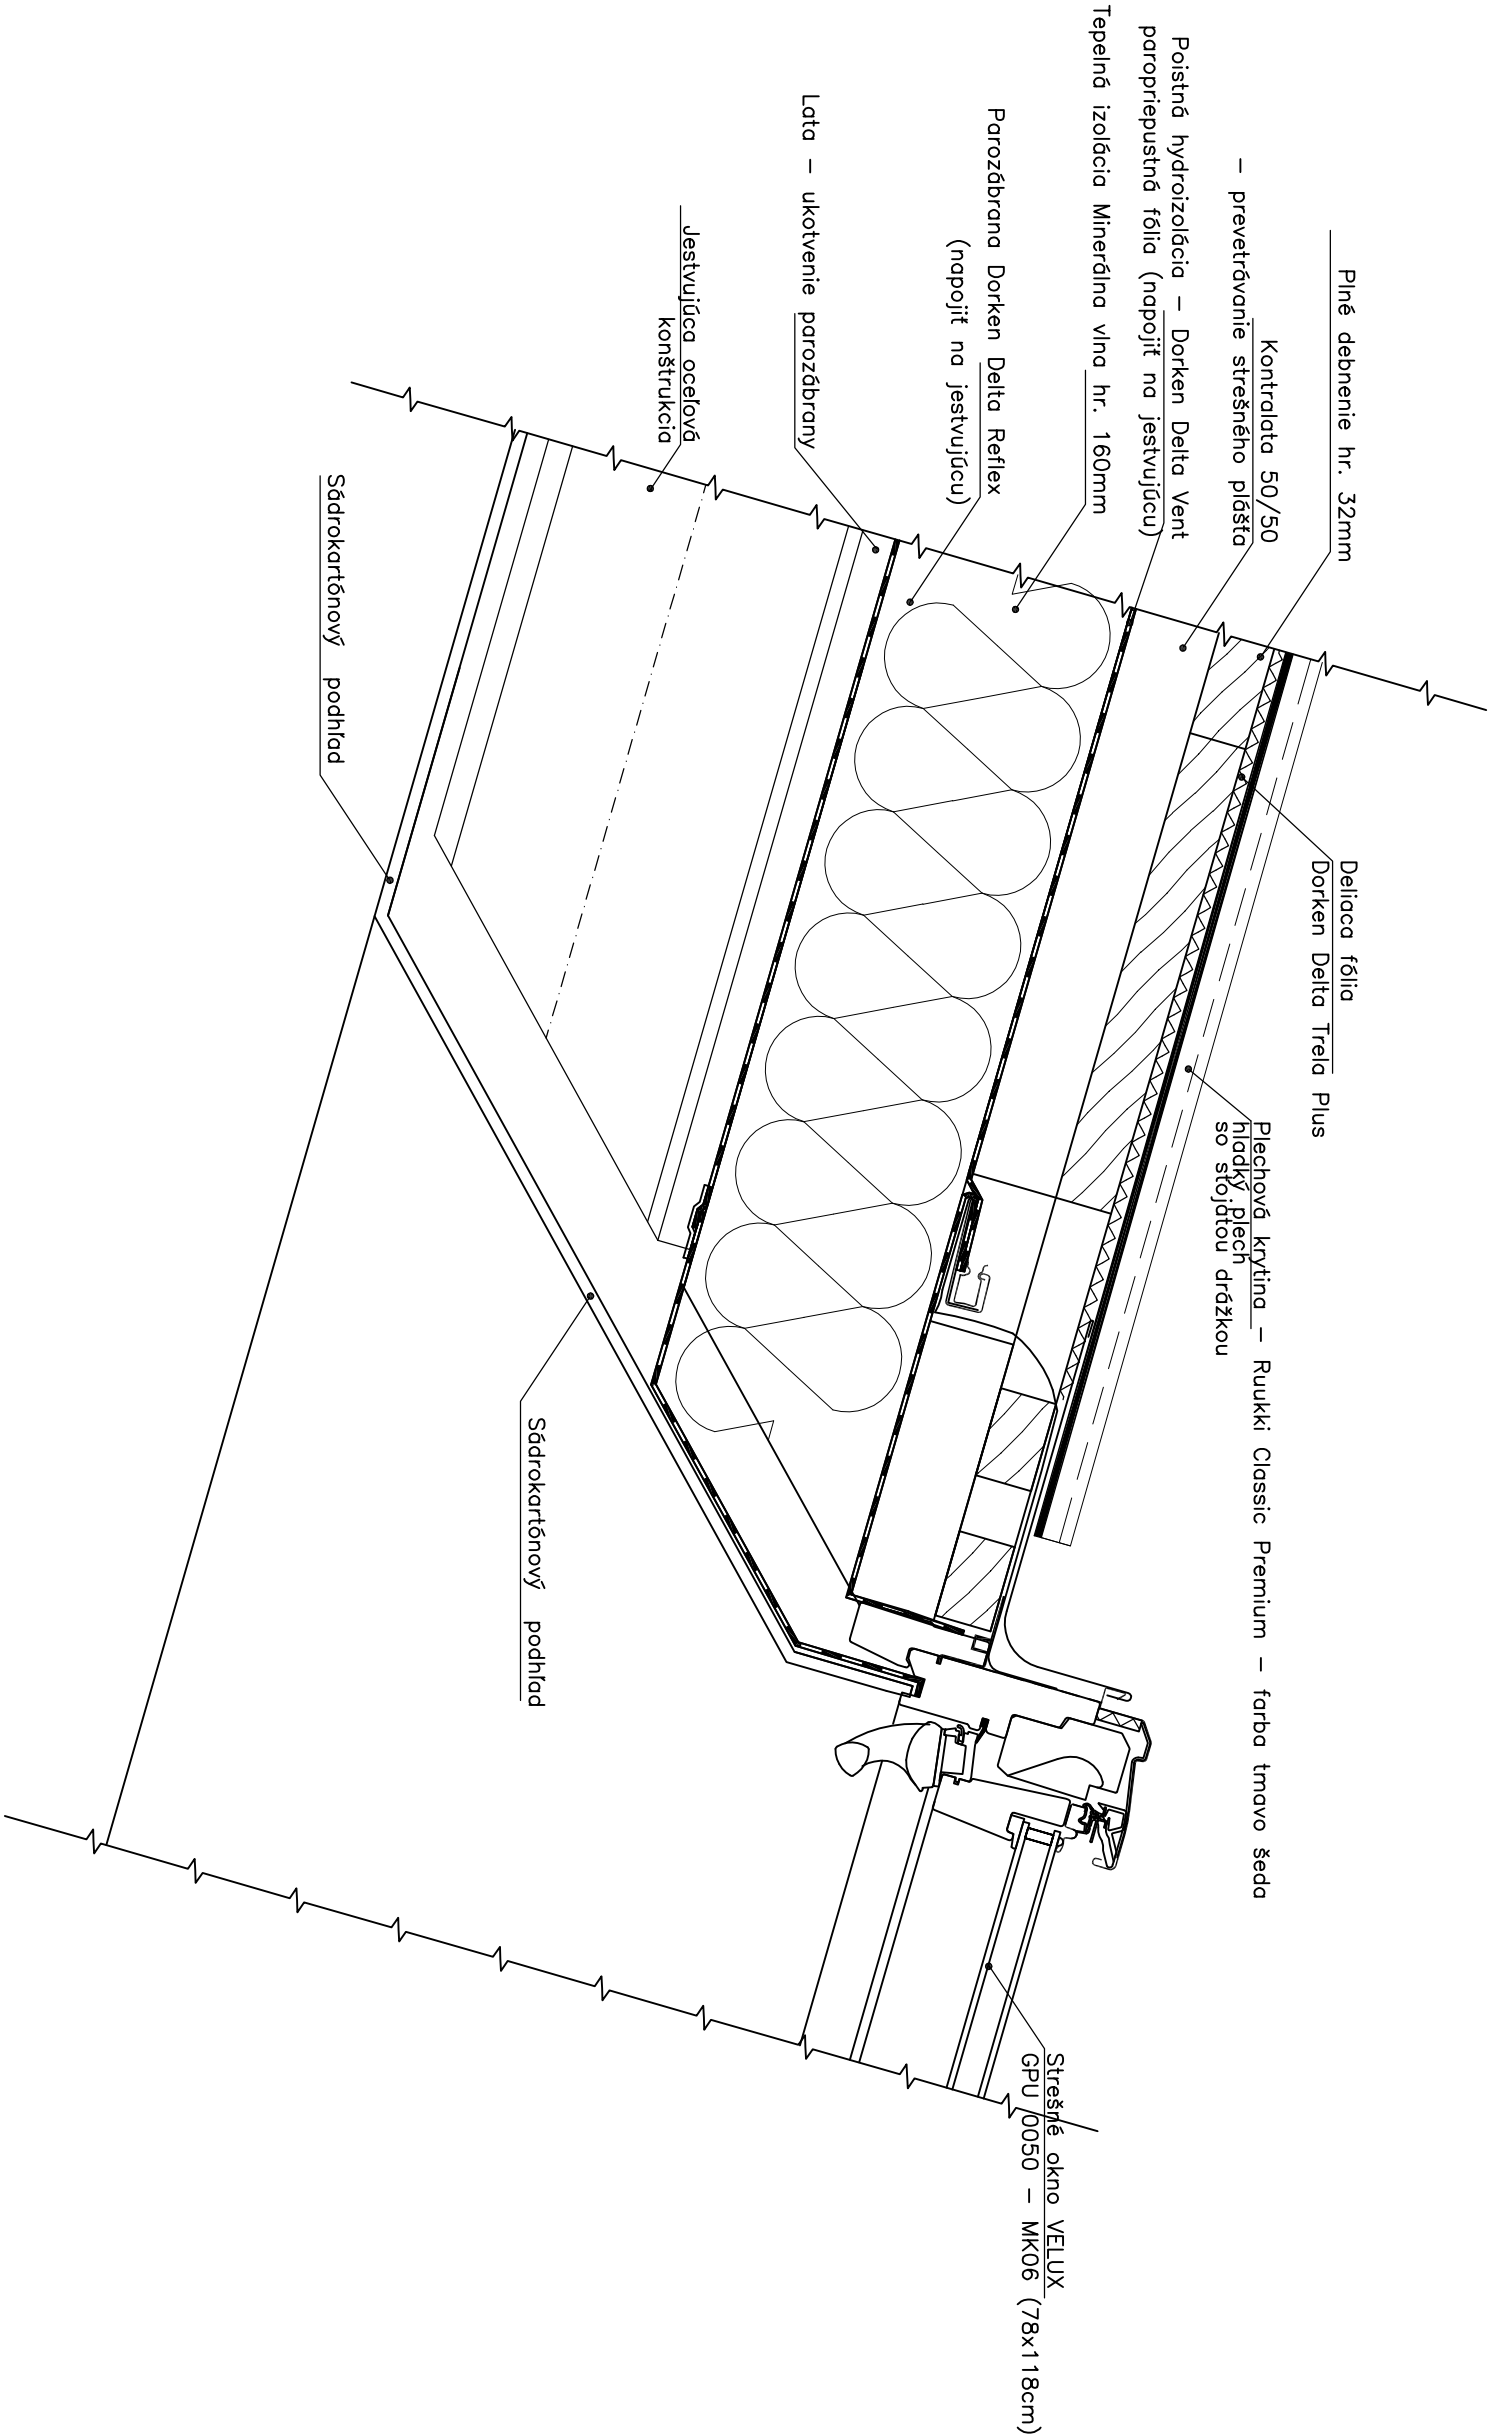 Plné debnenie hr. 32mm
Kontralata 50/50
– prevetrávanie strešného plášťa
Poistná hydroizolácia – Dorken Delta Vent
paropriepustná fólia (napojiť na jestvujúcu)
Tepelná izolácia Minerálna vlna hr. 160mm
Parozábrana Dorken Delta Reflex
(napojiť na jestvujúcu)
Lata – ukotvenie parozábrany
Jestvujúca oceľová
konštrukcia
Sádrokartónový podhľad
Deliaca fólia
Dorken Delta Trela Plus
Plechová krytina – Ruukki Classic Premium – farba tmavo šeda
hladký plech
so stojatou drážkou
Sádrokartónový podhľad
Strešné okno VELUX
GPU 0050 – MK06 (78x118cm)